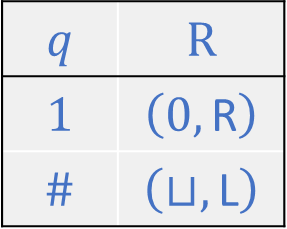 q R
1 (0, R)
# (⊔, L)